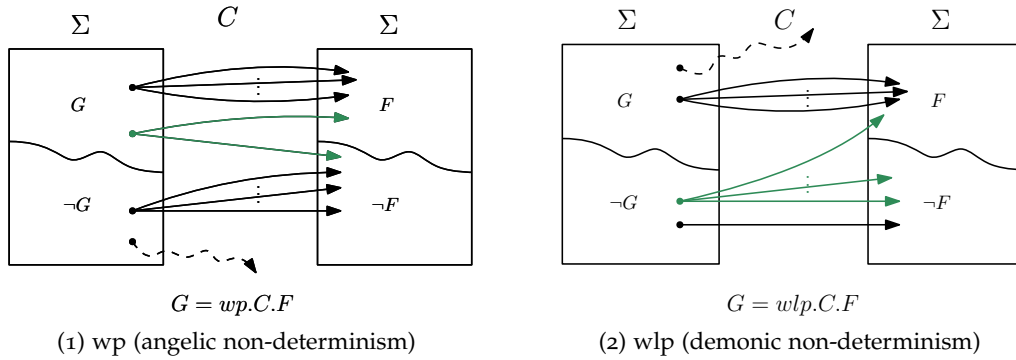 Σ C Σ
G F
¬G ¬F
G = wp.C.F
(1) wp (angelic non-determinism)
Σ C Σ
G F
¬G ¬F
G = wlp.C.F
(2) wlp (demonic non-determinism)